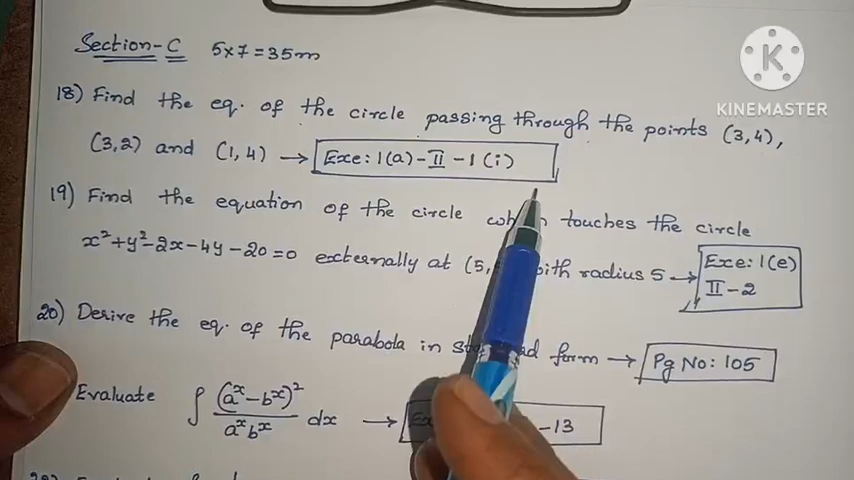 Section-C 5x7=35m
K
KINEMASTER
18) Find the eq. of the circle passing through the points (3,4),
(3,2) and (1,4) → Exe: 1(a)-II-1(i)
19) Find the equation of the circle touches the circle
x²+y²-2x-4y-20=0 externally at (5, with radius 5 → Exe: 1(e)
II-2
20) Derive the eq. of the parabola in form → Pg No: 105
Evaluate ∫ (aˣ-bˣ)²/aˣbˣ dx → -13